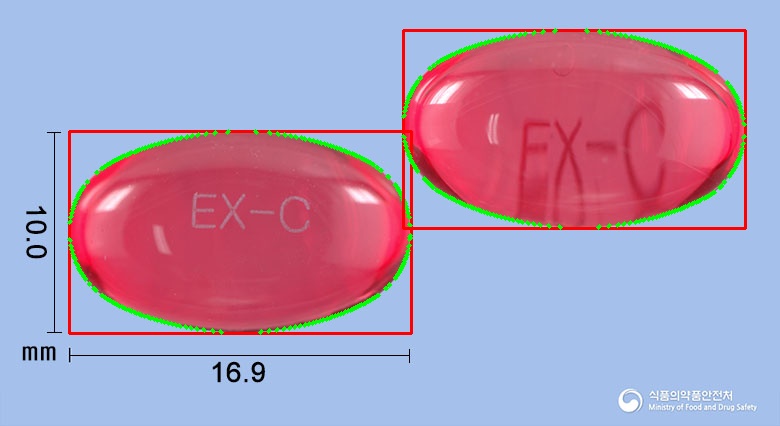 EX-C
EX-C
10.0
mm
16.9
식품의약품안전처
Ministry of Food and Drug Safety